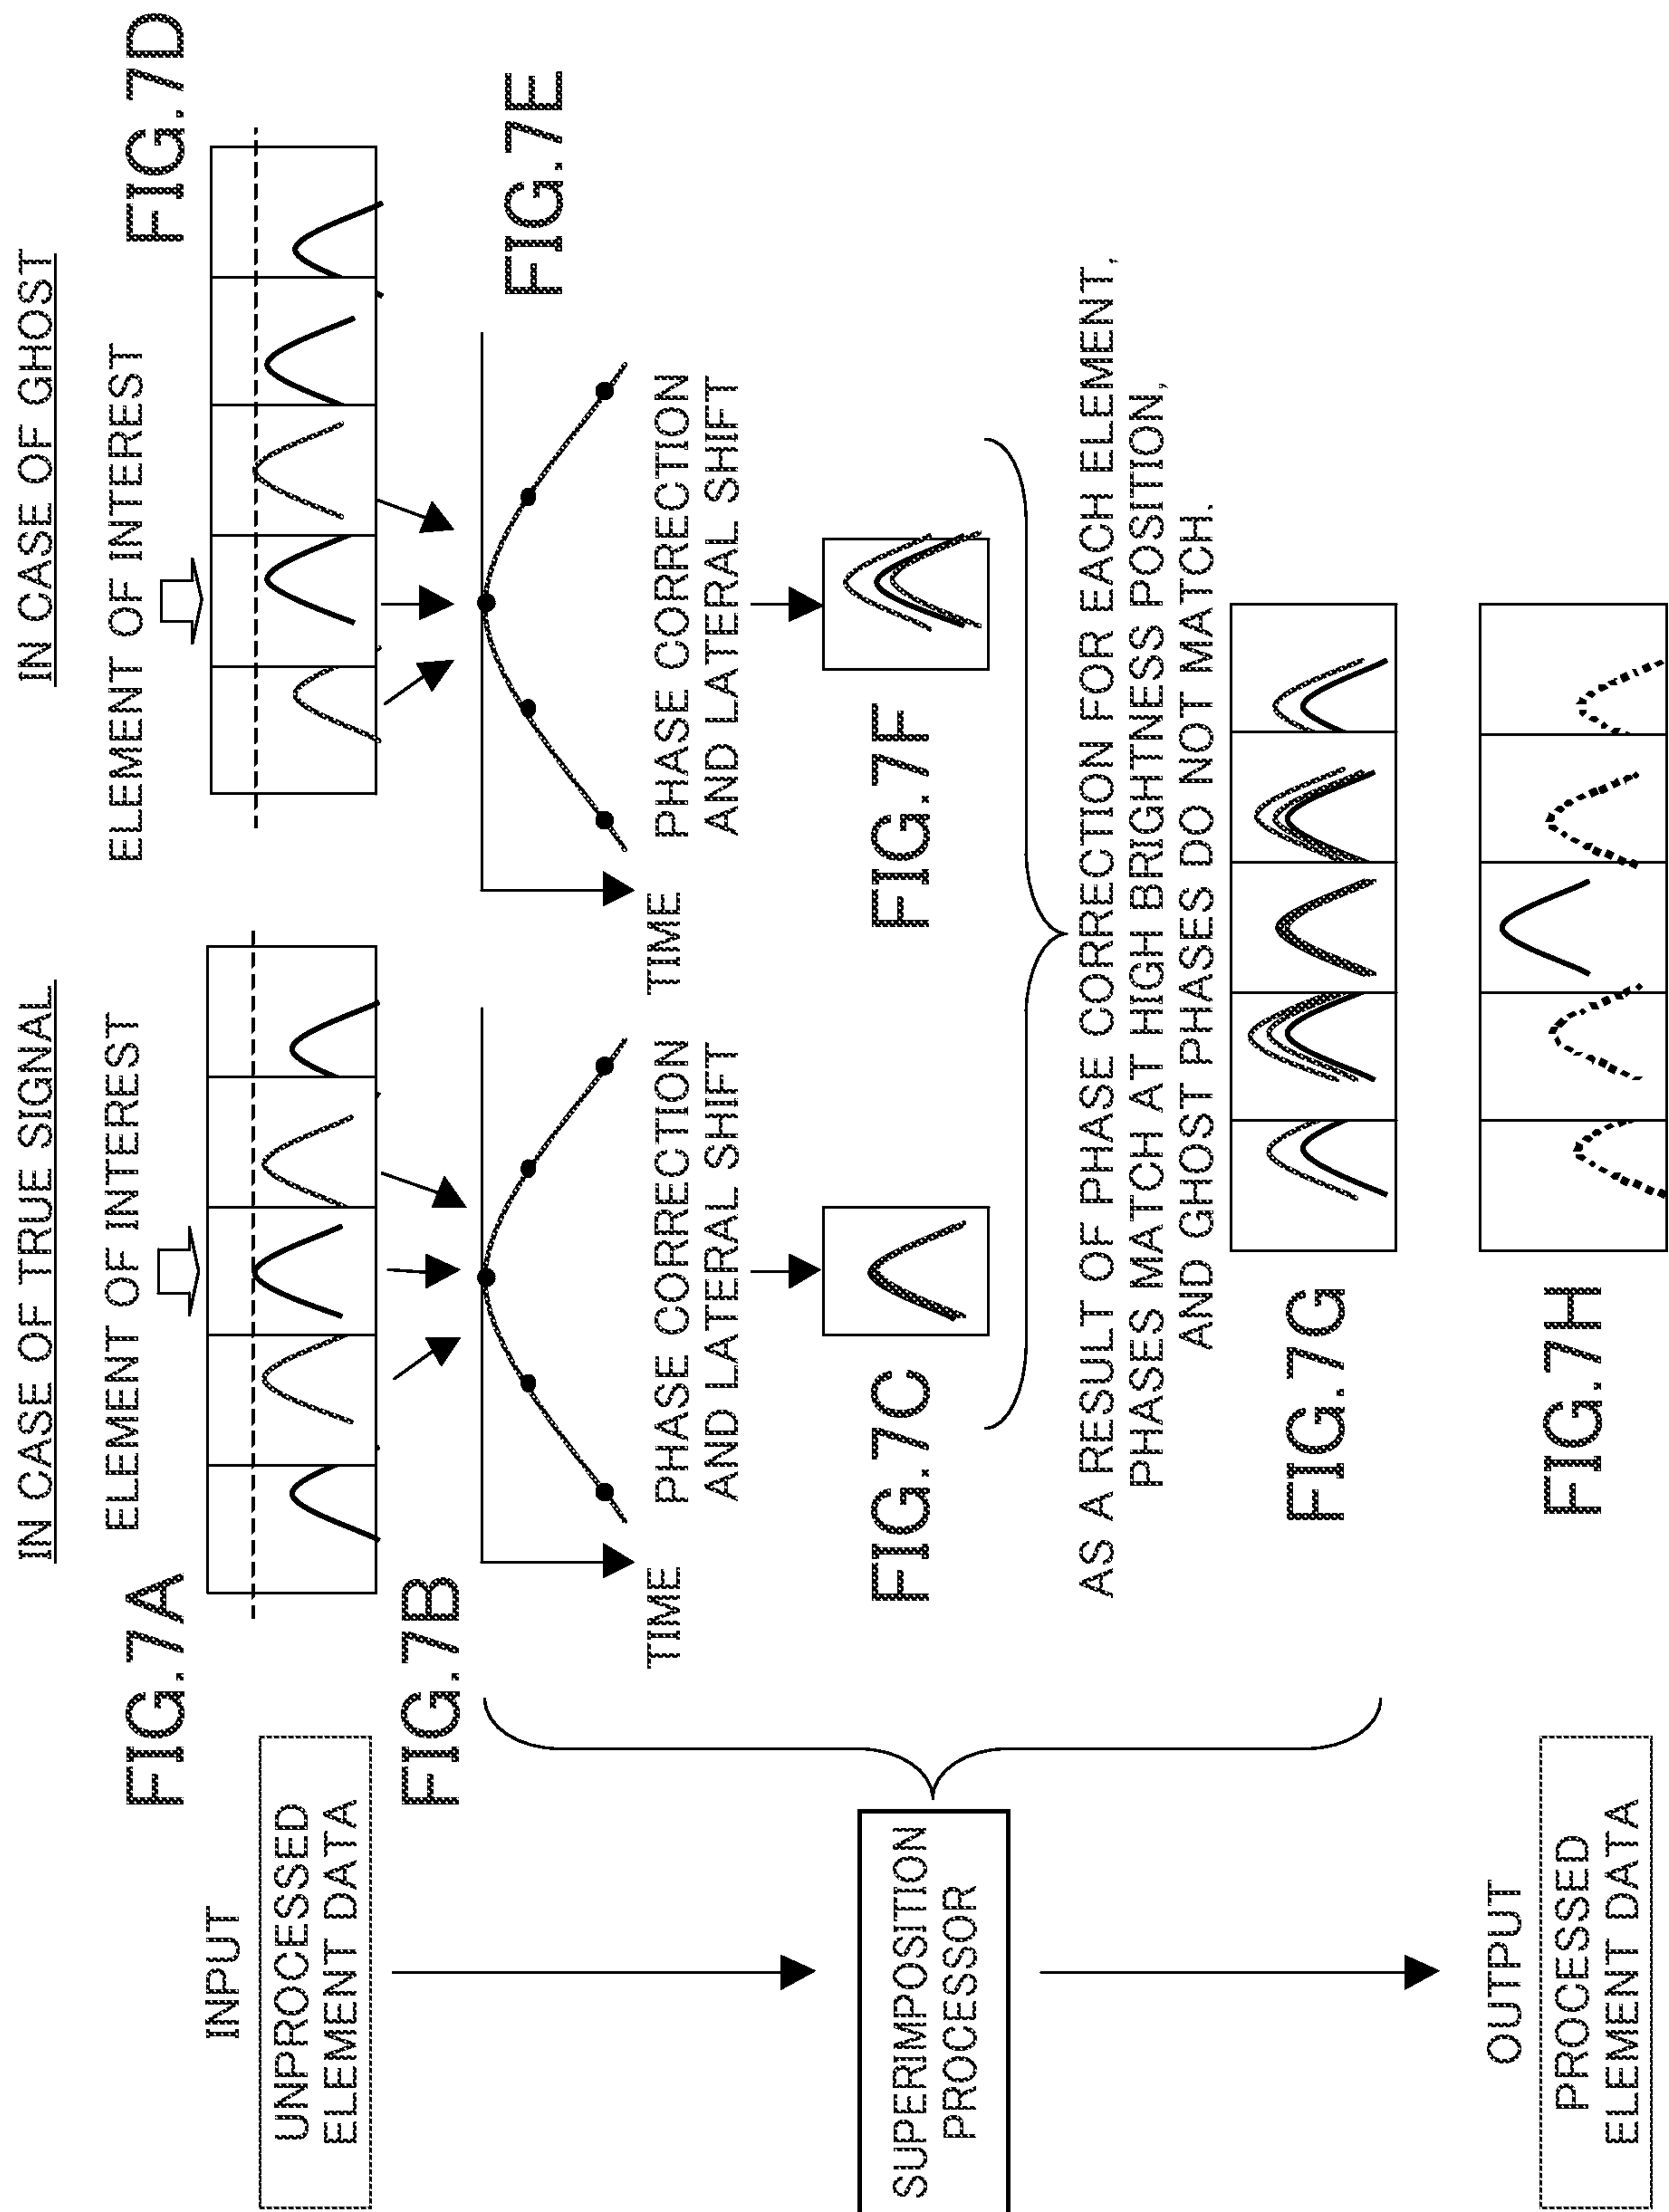 INPUT
UNPROCESSED
ELEMENT DATA
SUPERIMPOSITION
PROCESSOR
OUTPUT
PROCESSED
ELEMENT DATA
IN CASE OF TRUE SIGNAL
FIG.7A
ELEMENT OF INTEREST
FIG.7B
TIME
PHASE CORRECTION
AND LATERAL SHIFT
FIG.7C
IN CASE OF GHOST
ELEMENT OF INTEREST
FIG.7D
FIG.7E
TIME
PHASE CORRECTION
AND LATERAL SHIFT
FIG.7F
AS A RESULT OF PHASE CORRECTION FOR EACH ELEMENT,
PHASES MATCH AT HIGH BRIGHTNESS POSITION,
AND GHOST PHASES DO NOT MATCH.
FIG.7G
FIG.7H